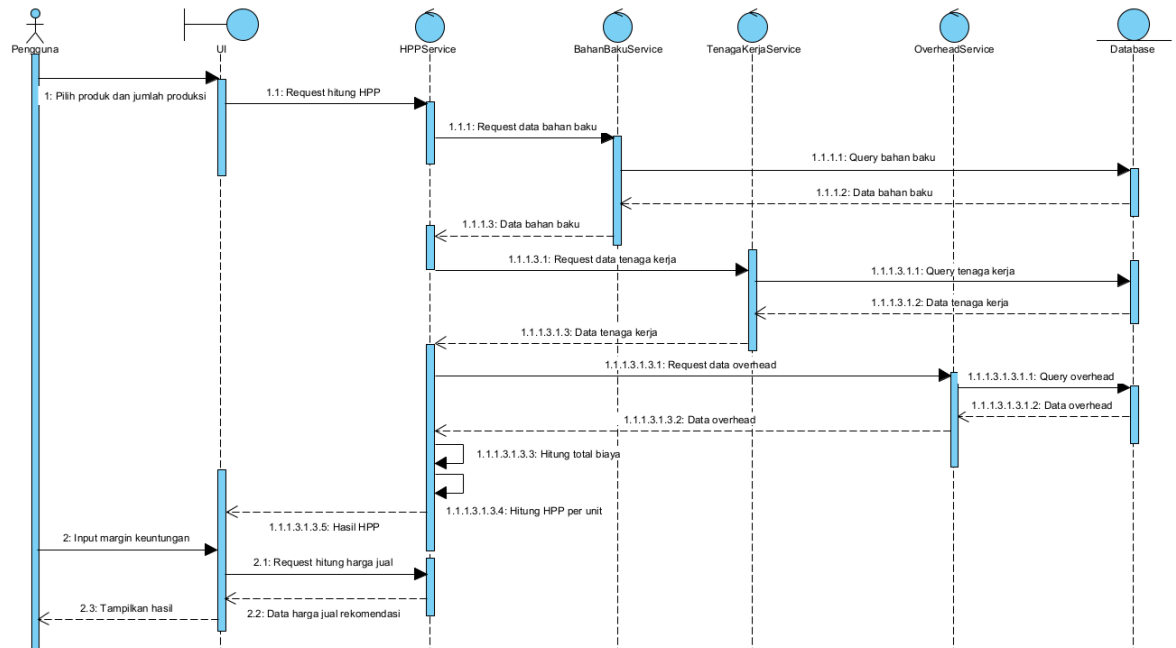 Pengguna
UI
HPPService
BahanBakuService
TenagaKerjaService
OverheadService
Database
1: Pilih produk dan jumlah produksi
1.1: Request hitung HPP
1.1.1: Request data bahan baku
1.1.1.1: Query bahan baku
1.1.1.2: Data bahan baku
1.1.1.3: Data bahan baku
1.1.1.3.1: Request data tenaga kerja
1.1.1.3.1.1: Query tenaga kerja
1.1.1.3.1.2: Data tenaga kerja
1.1.1.3.1.3: Data tenaga kerja
1.1.1.3.1.3.1: Request data overhead
1.1.1.3.1.3.1.1: Query overhead
1.1.1.3.1.3.1.2: Data overhead
1.1.1.3.1.3.2: Data overhead
1.1.1.3.1.3.3: Hitung total biaya
1.1.1.3.1.3.4: Hitung HPP per unit
1.1.1.3.1.3.5: Hasil HPP
2: Input margin keuntungan
2.1: Request hitung harga jual
2.2: Data harga jual rekomendasi
2.3: Tampilkan hasil